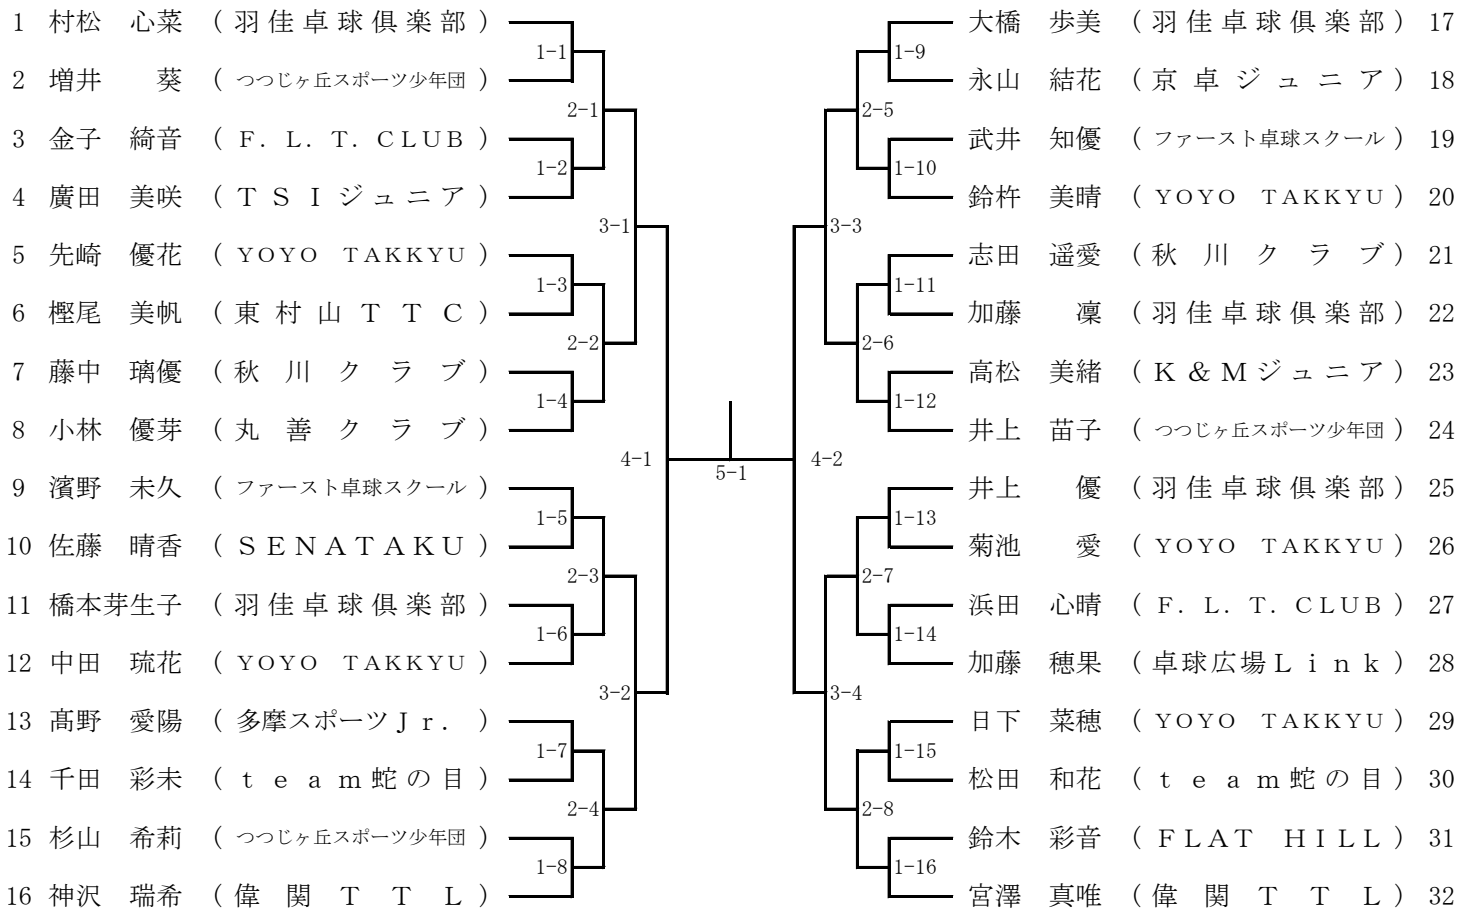 1 村松 心菜 (羽佳卓球倶楽部)
1-1
2 増井 葵 (つつじヶ丘スポーツ少年団)
2-1
3 金子 綺音 (F. L. T. CLUB)
1-2
4 廣田 美咲 (TSIジュニア)
3-1
5 先崎 優花 (YOYO TAKKYU)
1-3
6 樫尾 美帆 (東村山TTC)
2-2
7 藤中 璃優 (秋川クラブ)
1-4
8 小林 優芽 (丸善クラブ)
4-1
9 濱野 未久 (ファースト卓球スクール)
1-5
10 佐藤 晴香 (SENATAKU)
2-3
11 橋本芽生子 (羽佳卓球倶楽部)
1-6
12 中田 琉花 (YOYO TAKKYU)
3-2
13 髙野 愛陽 (多摩スポーツJr.)
1-7
14 千田 彩未 (team蛇の目)
2-4
15 杉山 希莉 (つつじヶ丘スポーツ少年団)
1-8
16 神沢 瑞希 (偉関TTL)
5-1
大橋 歩美 (羽佳卓球倶楽部) 17
1-9
永山 結花 (京卓ジュニア) 18
2-5
武井 知優 (ファースト卓球スクール) 19
1-10
鈴杵 美晴 (YOYO TAKKYU) 20
3-3
志田 遥愛 (秋川クラブ) 21
1-11
加藤 凜 (羽佳卓球倶楽部) 22
2-6
高松 美緒 (K&Mジュニア) 23
1-12
井上 苗子 (つつじヶ丘スポーツ少年団) 24
4-2
井上 優 (羽佳卓球倶楽部) 25
1-13
菊池 愛 (YOYO TAKKYU) 26
2-7
浜田 心晴 (F. L. T. CLUB) 27
1-14
加藤 穂果 (卓球広場Link) 28
3-4
日下 菜穂 (YOYO TAKKYU) 29
1-15
松田 和花 (team蛇の目) 30
2-8
鈴木 彩音 (FLAT HILL) 31
1-16
宮澤 真唯 (偉関TTL) 32